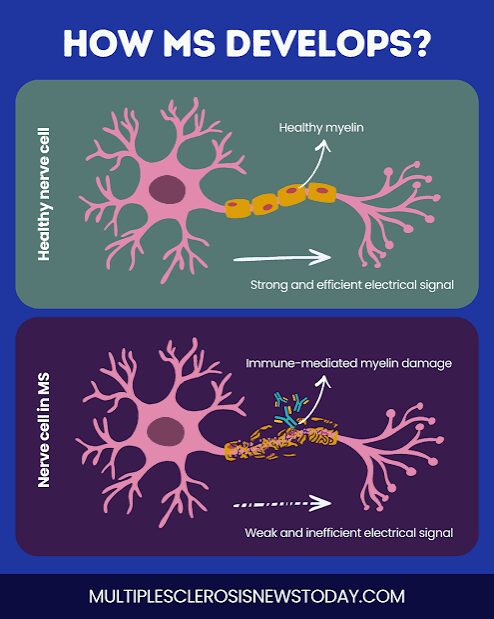 HOW MS DEVELOPS?
Healthy nerve cell
Healthy myelin
Strong and efficient electrical signal
Nerve cell in MS
Immune-mediated myelin damage
Weak and inefficient electrical signal
MULTIPLESCLEROSISNEWSTODAY.COM